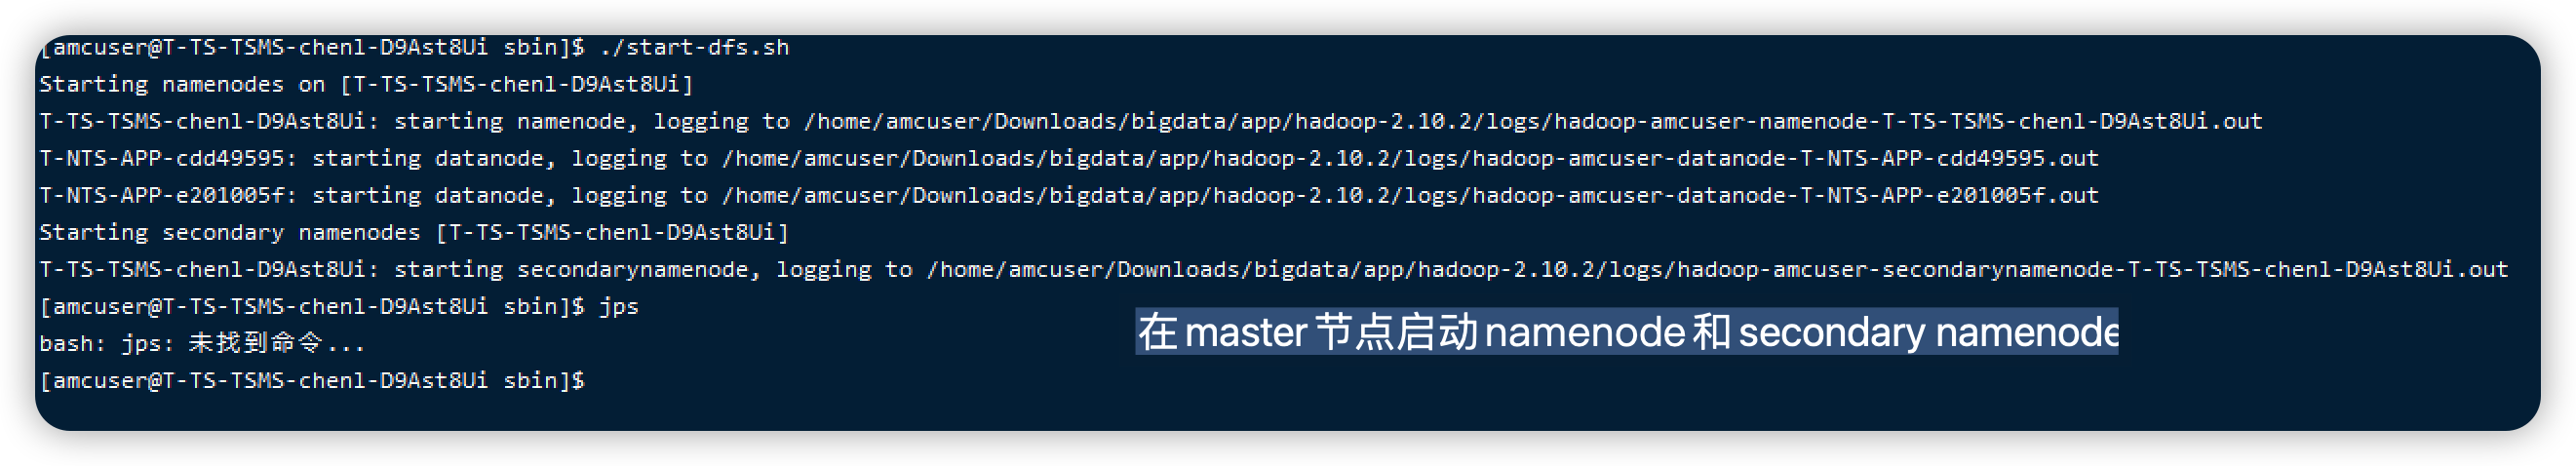 [amcuser@T-TS-TSMS-chenl-D9Ast8Ui sbin]$ ./start-dfs.sh
Starting namenodes on [T-TS-TSMS-chenl-D9Ast8Ui]
T-TS-TSMS-chenl-D9Ast8Ui: starting namenode, logging to /home/amcuser/Downloads/bigdata/app/hadoop-2.10.2/logs/hadoop-amcuser-namenode-T-TS-TSMS-chenl-D9Ast8Ui.out
T-NTS-APP-cdd49595: starting datanode, logging to /home/amcuser/Downloads/bigdata/app/hadoop-2.10.2/logs/hadoop-amcuser-datanode-T-NTS-APP-cdd49595.out
T-NTS-APP-e201005f: starting datanode, logging to /home/amcuser/Downloads/bigdata/app/hadoop-2.10.2/logs/hadoop-amcuser-datanode-T-NTS-APP-e201005f.out
Starting secondary namenodes [T-TS-TSMS-chenl-D9Ast8Ui]
T-TS-TSMS-chenl-D9Ast8Ui: starting secondarynamenode, logging to /home/amcuser/Downloads/bigdata/app/hadoop-2.10.2/logs/hadoop-amcuser-secondarynamenode-T-TS-TSMS-chenl-D9Ast8Ui.out
[amcuser@T-TS-TSMS-chenl-D9Ast8Ui sbin]$ jps
在 master 节点启动 namenode 和 secondary namenode
bash: jps: 未找到命令...
[amcuser@T-TS-TSMS-chenl-D9Ast8Ui sbin]$